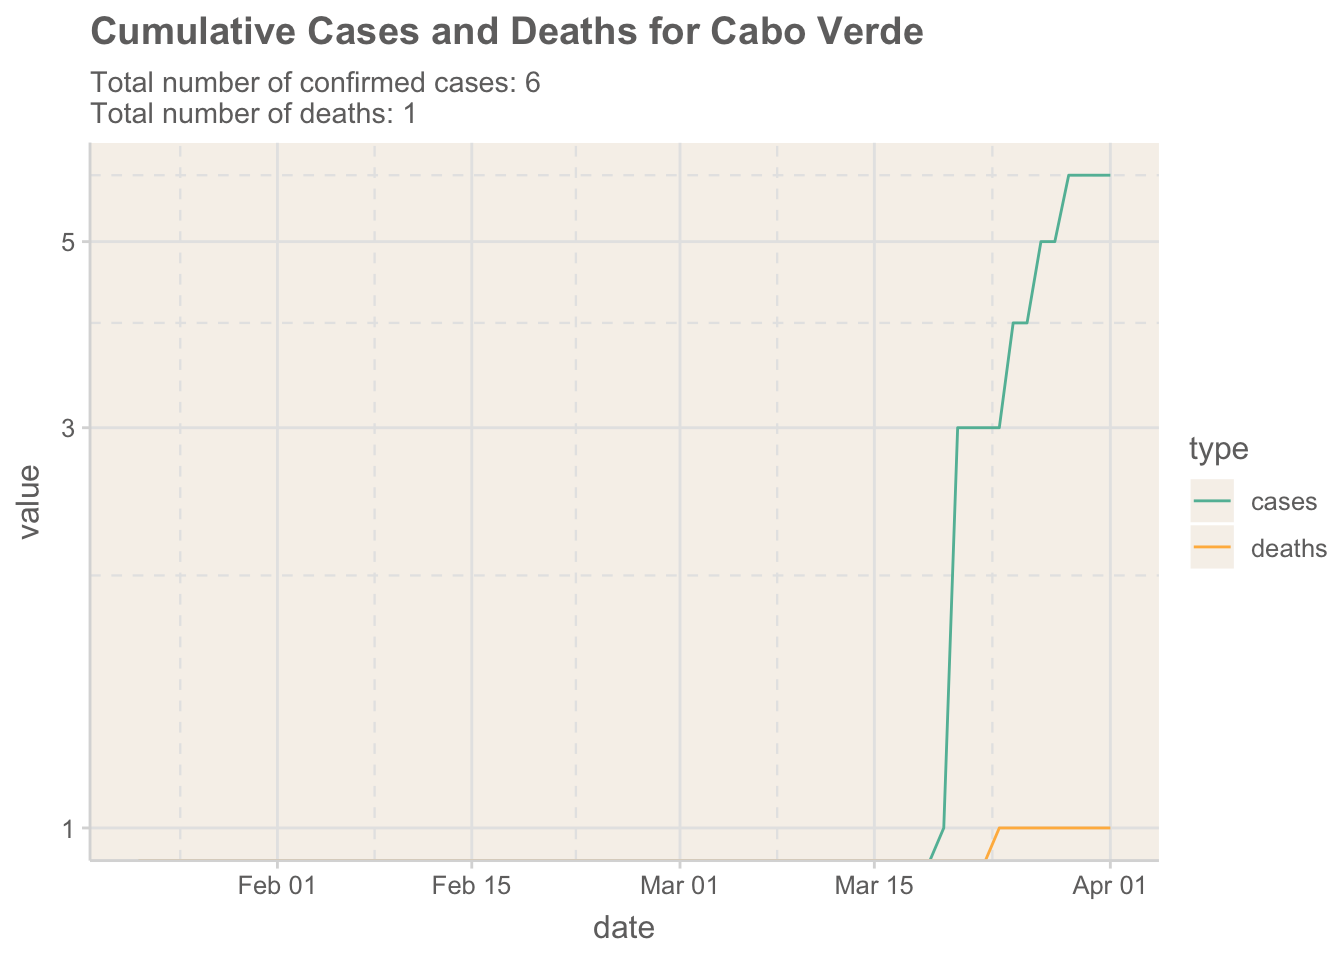 Cumulative Cases and Deaths for Cabo Verde
Total number of confirmed cases: 6
Total number of deaths: 1
5
3
1
value
Feb 01
Feb 15
Mar 01
Mar 15
Apr 01
date
type
cases
deaths